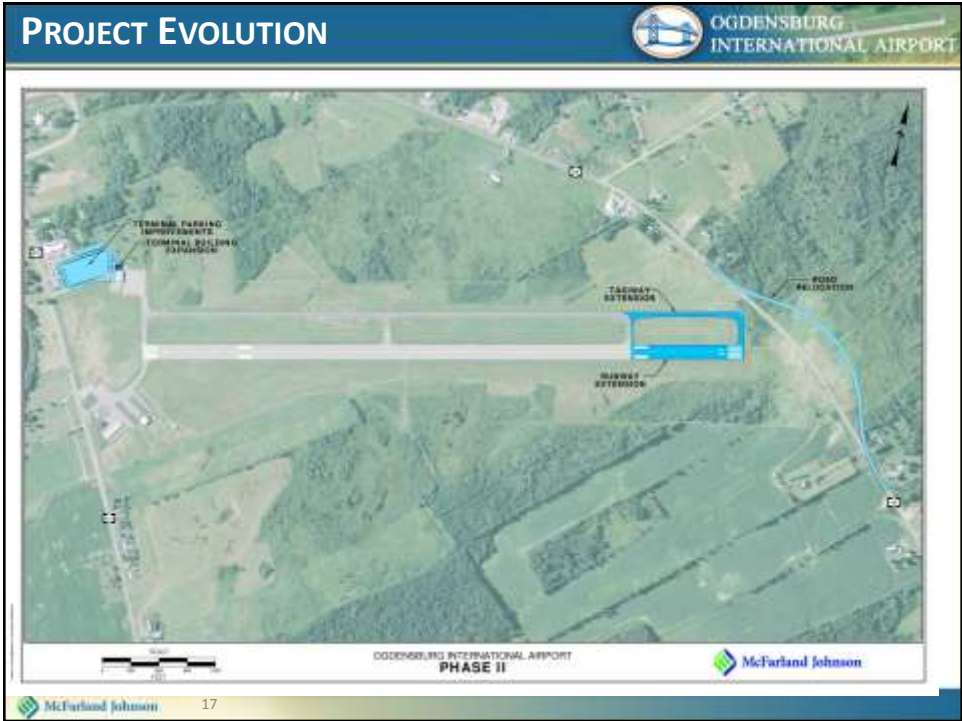 PROJECT EVOLUTION
OGDENSBURG
INTERNATIONAL AIRPORT
TERMINAL PARKING
IMPROVEMENTS
TERMINAL BUILDING
EXPANSION
TAXIWAY
EXTENSION
ROAD
RELOCATION
RUNWAY
EXTENSION
OGDENSBURG INTERNATIONAL AIRPORT
PHASE II
McFarland Johnson
McFarland Johnson
17